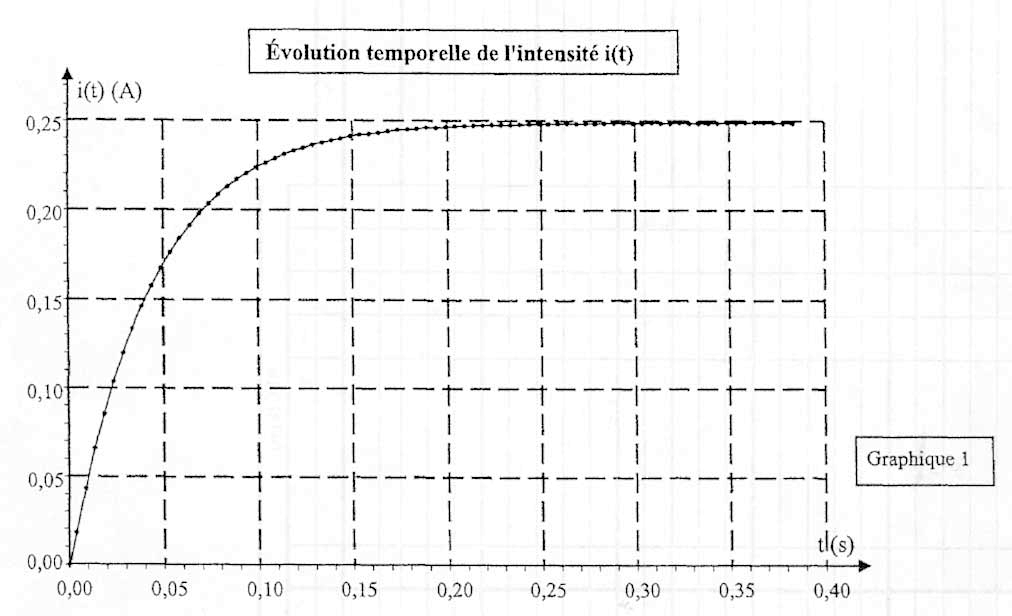 Évolution temporelle de l'intensité i(t)
i(t) (A)
0,25
0,20
0,15
0,10
0,05
0,00
Graphique 1
t (s)
0,00 0,05 0,10 0,15 0,20 0,25 0,30 0,35 0,40